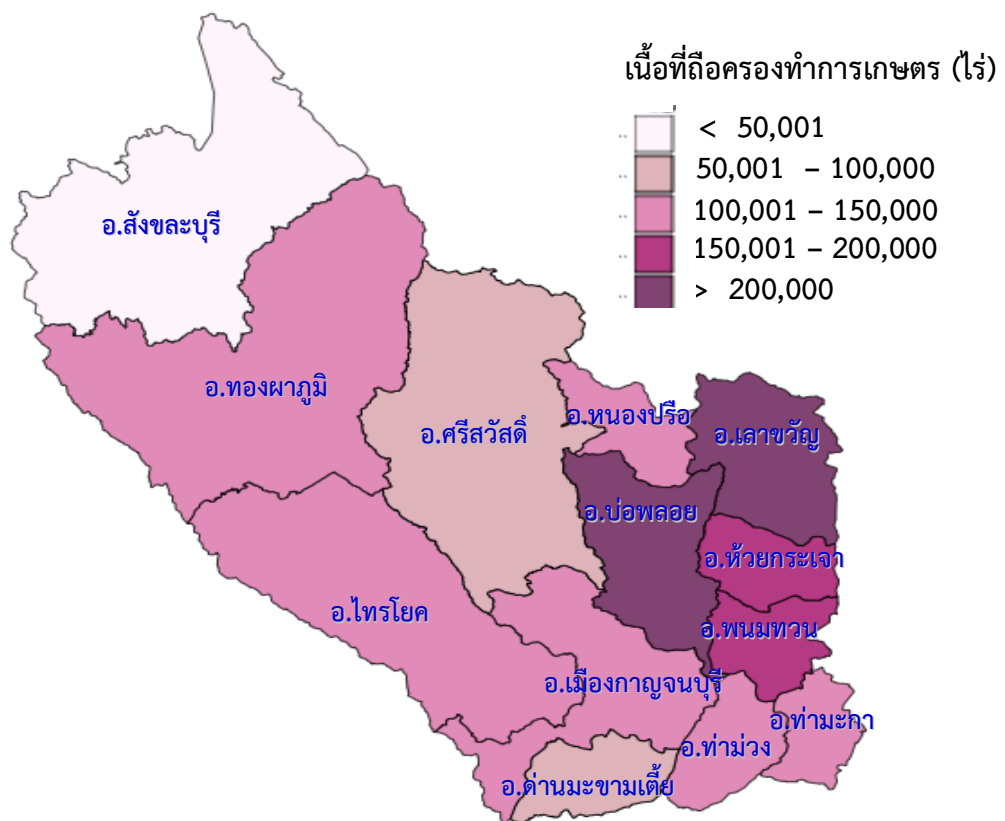 เนื้อที่ถือครองทำการเกษตร (ไร่)
< 50,001
50,001 – 100,000
100,001 – 150,000
150,001 – 200,000
> 200,000
อ.สังขละบุรี
อ.ทองผาภูมิ
อ.ศรีสวัสดิ์
อ.หนองปรือ
อ.เลาขวัญ
อ.บ่อพลอย
อ.ห้วยกระเจา
อ.ไทรโยค
อ.พนมทวน
อ.เมืองกาญจนบุรี
อ.ท่ามะกา
อ.ท่าม่วง
อ.ด่านมะขามเตี้ย